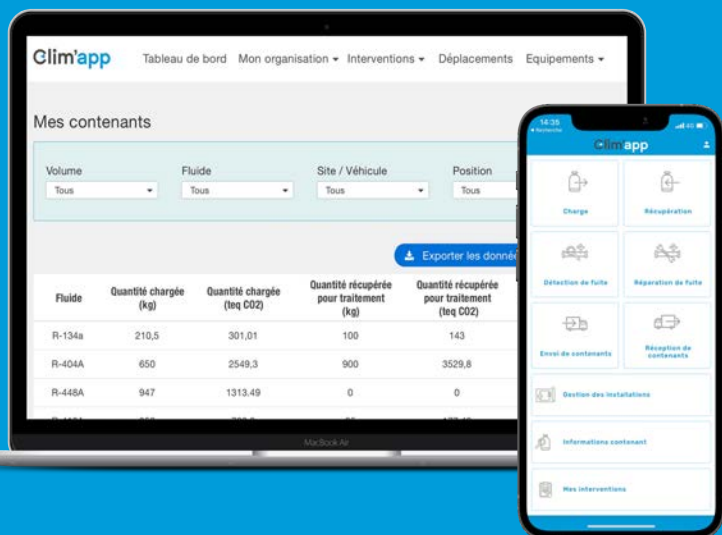 Clim'app
Tableau de bord Mon organisation Interventions Déplacements Equipements
Mes contenants
Volume Fluide Site / Véhicule Position
Tous Tous Tous Tous
Exporter les donné
Fluide Quantité chargée (kg) Quantité chargée (teq CO2) Quantité récupérée pour traitement (kg) Quantité récupérée pour traitement (teq CO2)
R-134a 210,5 301,01 100 143
R-404A 650 2549,3 900 3529,8
R-448A 947 1313.49 0 0
MacBook Air
14:35 4G
Recherche
Clim'app
Charge Récupération
Détection de fuite Réparation de fuite
Envoi de contenants Réception de contenants
Gestion des installations
Informations contenant
Mes interventions